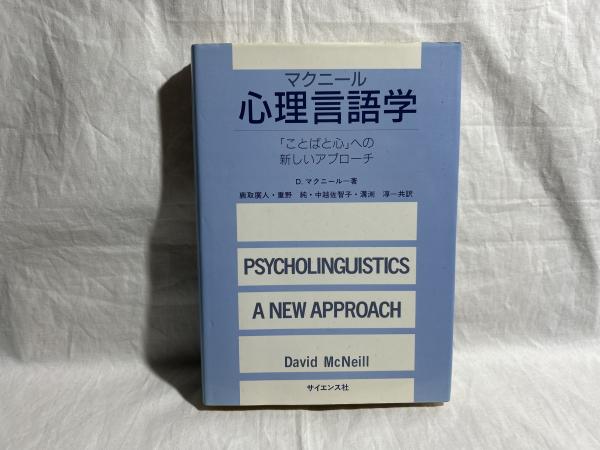 マクニール
心理言語学
「ことばと心」への
新しいアプローチ
D. マクニール一著
鹿取廣人・重野 純・中越佐智子・溝渕 淳一共訳
PSYCHOLINGUISTICS
A NEW APPROACH
David McNeill
サイエンス社